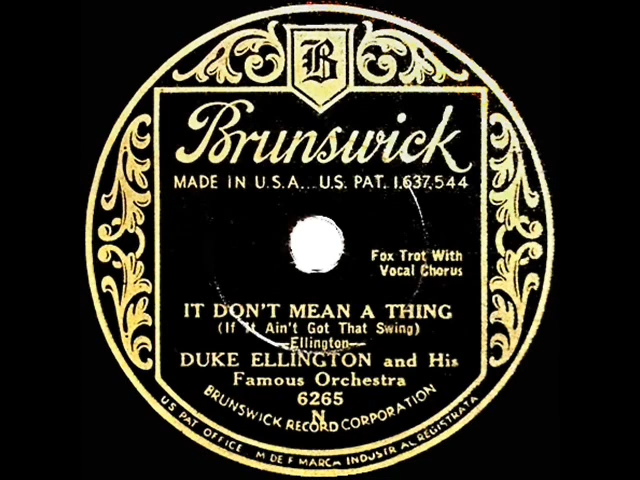 B
Brunswick
MADE IN U.S.A. U.S. PAT. 1,637,544
Fox Trot With
Vocal Chorus
IT DON'T MEAN A THING
(If It Ain't Got That Swing)
—Ellington—
DUKE ELLINGTON and His
Famous Orchestra
6265
N
BRUNSWICK RECORD CORPORATION
U S PAT OFFICE M DE F MARCA INDUSTRIAL REGISTRATA